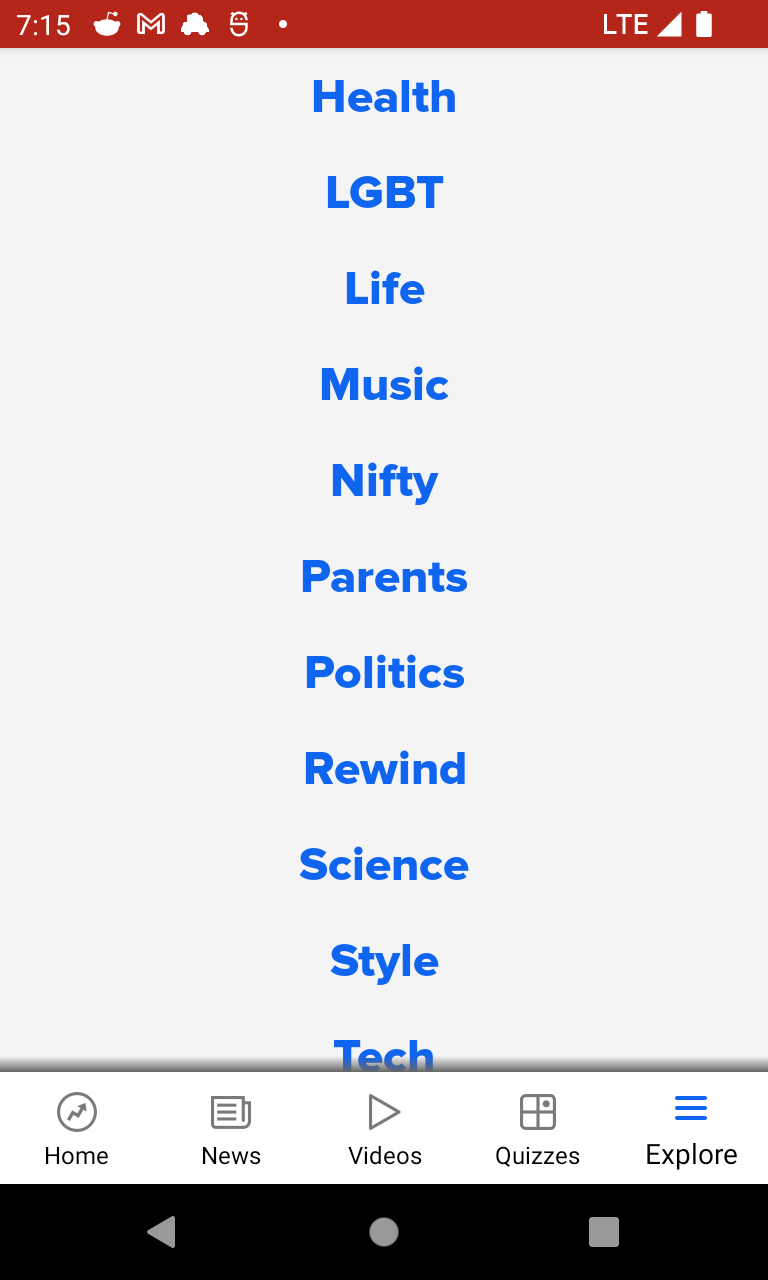 7:15 LTE
Health
LGBT
Life
Music
Nifty
Parents
Politics
Rewind
Science
Style
Tech
Home News Videos Quizzes Explore